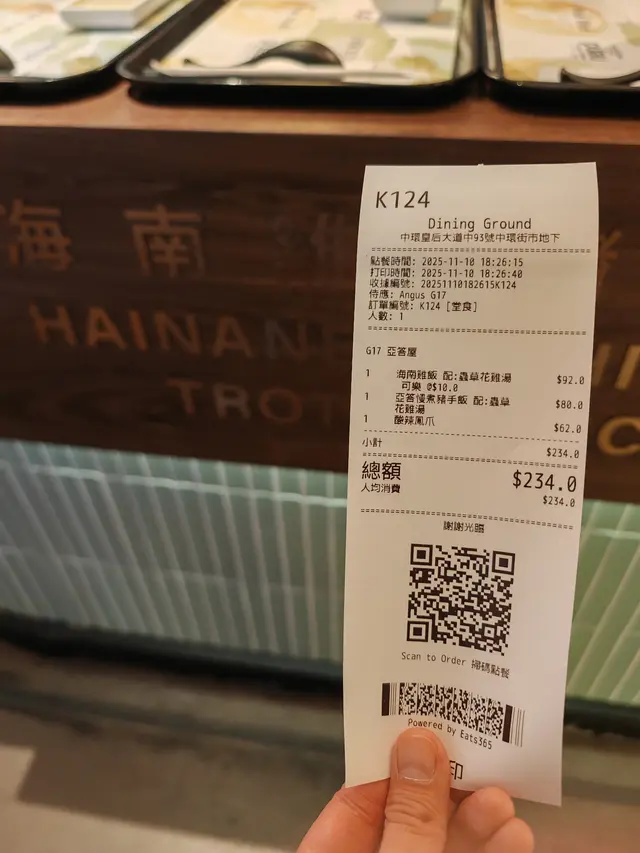 海南
HAINAN
TRO
K124
Dining Ground
中環皇后大道中93號中環街市地下
點餐時間: 2025-11-10 18:26:15
打印時間: 2025-11-10 18:26:40
收據編號: 20251110182615K124
侍應: Angus G17
訂單編號: K124 [堂食]
人數: 1
G17 亞答屋
1 海南雞飯 配:蟲草花雞湯 $92.0
可樂 @$10.0
1 亞答慢煮豬手飯 配:蟲草 $80.0
花雞湯
1 酸辣鳳爪 $62.0
小計 $234.0
總額 $234.0
人均消費 $234.0
謝謝光臨
Scan to Order 掃碼點餐
Powered by Eats365
印